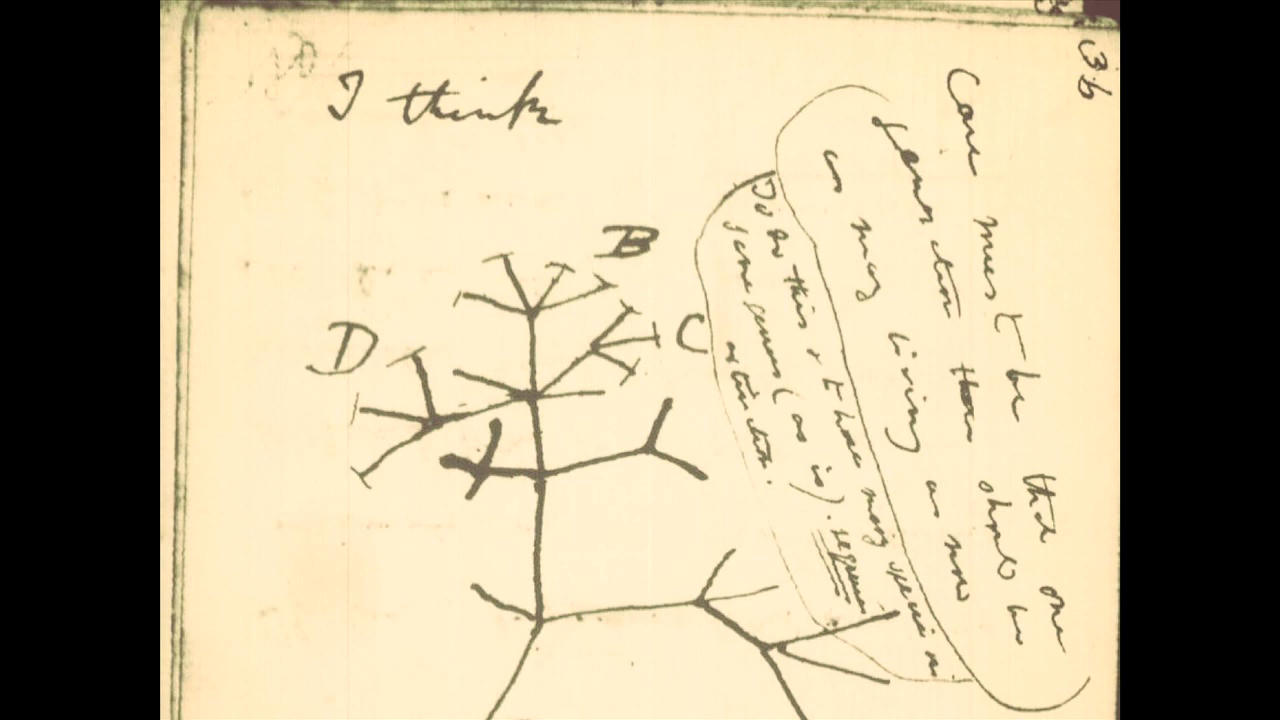 36
I think
Case must be that one
generation then should be
as many living as now
To do this & to have many species in
same genus (as is). requires
extinction.
B
C
D